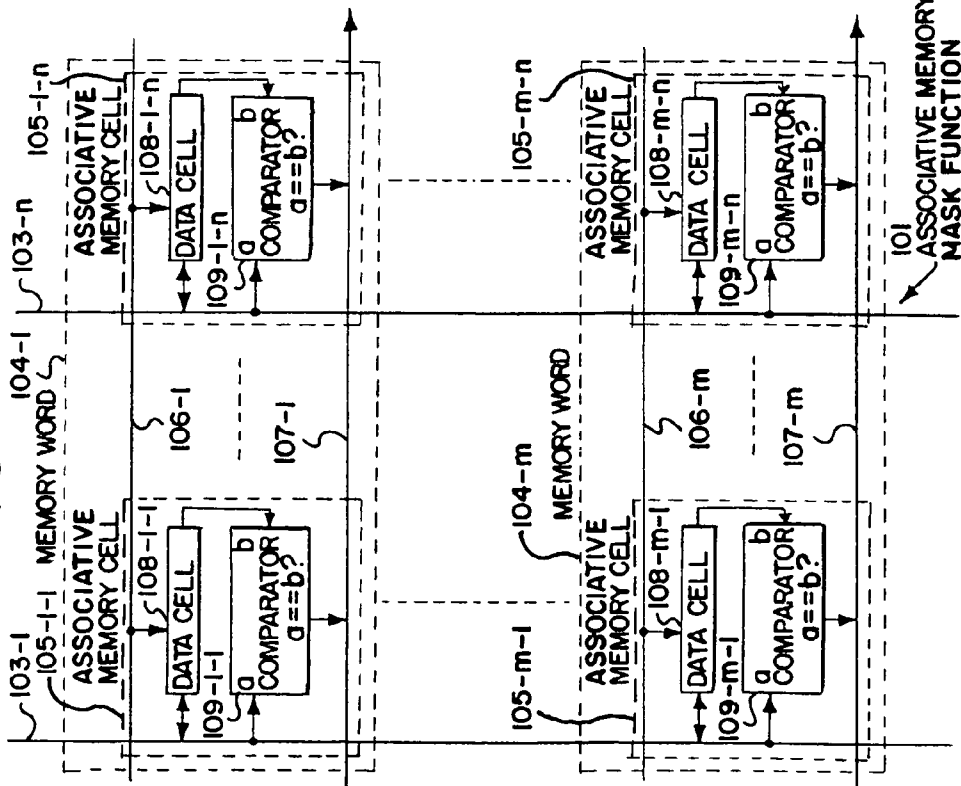 103-1
105-1-1
MEMORY WORD
104-1
103-n
105-1-n
ASSOCIATIVE
MEMORY CELL
108-1-1
DATA CELL
109-1-1
a
b
COMPARATOR
a==b?
106-1
107-1
ASSOCIATIVE
MEMORY CELL
108-1-n
DATA CELL
109-1-n
a
b
COMPARATOR
a==b?
105-m-1
104-m
MEMORY WORD
105-m-n
ASSOCIATIVE
MEMORY CELL
108-m-1
DATA CELL
109-m-1
a
b
COMPARATOR
a==b?
106-m
107-m
ASSOCIATIVE
MEMORY CELL
108-m-n
DATA CELL
109-m-n
a
b
COMPARATOR
a==b?
101
ASSOCIATIVE MEMORY
MASK FUNCTION